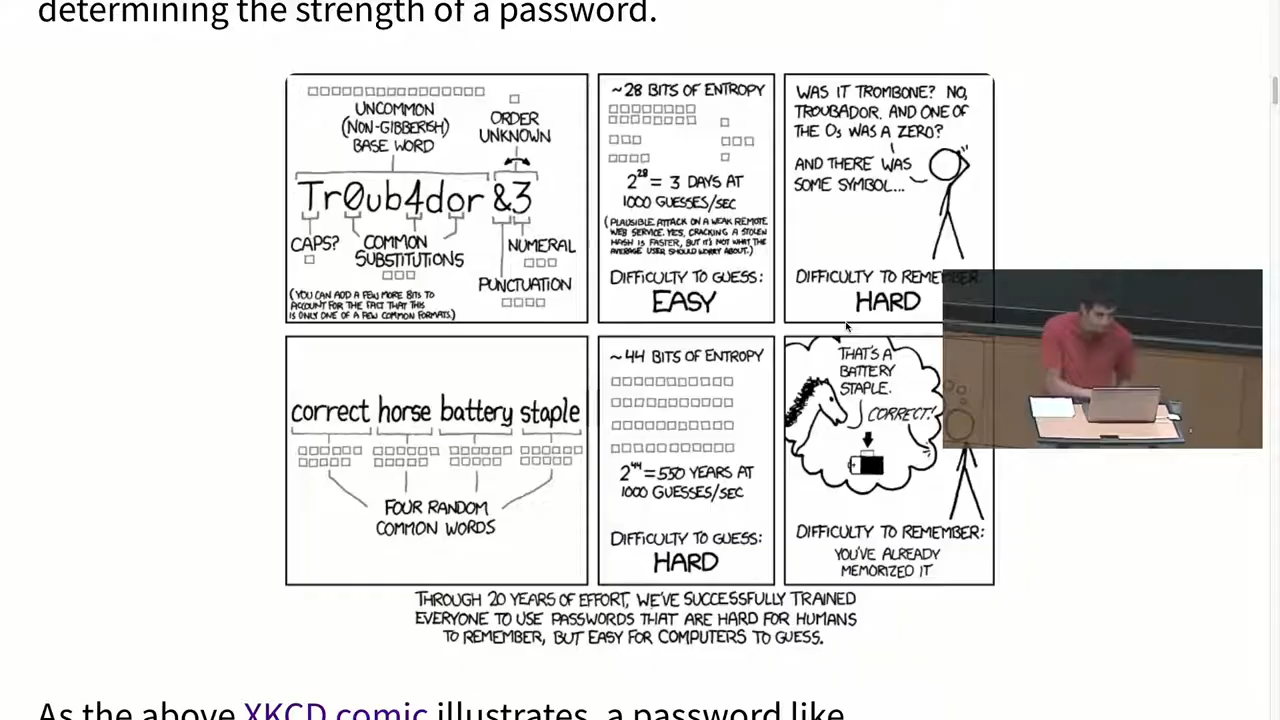 determining the strength of a password.
UNCOMMON
(NON-GIBBERISH)
BASE WORD
ORDER
UNKNOWN
Tr0ub4dor &3
CAPS?
COMMON
SUBSTITUTIONS
NUMERAL
PUNCTUATION
(YOU CAN ADD A FEW MORE BITS TO
ACCOUNT FOR THE FACT THAT THIS
IS ONLY ONE OF A FEW COMMON FORMATS.)
~28 BITS OF ENTROPY
2²⁸ = 3 DAYS AT
1000 GUESSES/SEC
(PLAUSIBLE ATTACK ON A WEAK REMOTE
WEB SERVICE. YES, CRACKING A STOLEN
HASH IS FASTER, BUT IT'S NOT WHAT THE
AVERAGE USER SHOULD WORRY ABOUT.)
DIFFICULTY TO GUESS:
EASY
WAS IT TROMBONE? NO,
TROUBADOR. AND ONE OF
THE Os WAS A ZERO?
AND THERE WAS
SOME SYMBOL...
DIFFICULTY TO REMEMBER:
HARD
correct horse battery staple
FOUR RANDOM
COMMON WORDS
~44 BITS OF ENTROPY
2⁴⁴ = 550 YEARS AT
1000 GUESSES/SEC
DIFFICULTY TO GUESS:
HARD
THAT'S A
BATTERY
STAPLE.
CORRECT!
DIFFICULTY TO REMEMBER:
YOU'VE ALREADY
MEMORIZED IT
THROUGH 20 YEARS OF EFFORT, WE'VE SUCCESSFULLY TRAINED
EVERYONE TO USE PASSWORDS THAT ARE HARD FOR HUMANS
TO REMEMBER, BUT EASY FOR COMPUTERS TO GUESS.
As the above XKCD comic illustrates, a password like